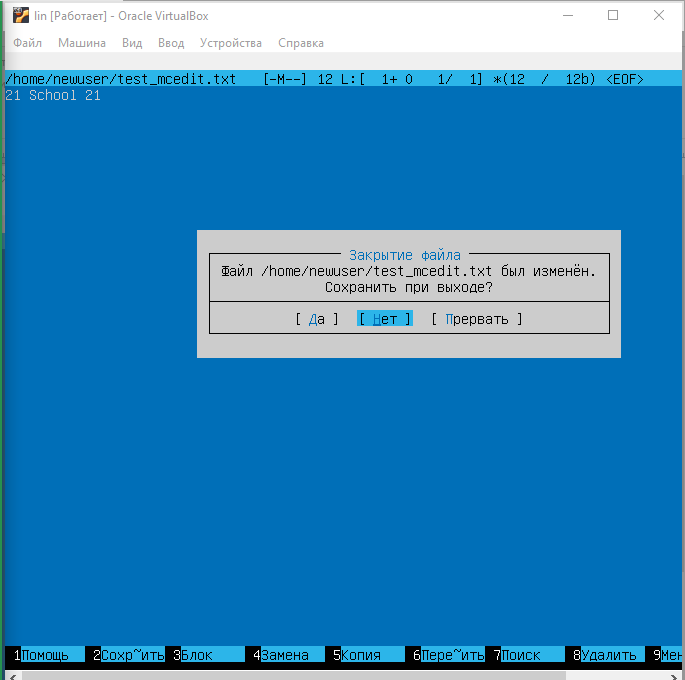 lin [Работает] - Oracle VirtualBox
Файл Машина Вид Ввод Устройства Справка
/home/newuser/test_mcedit.txt [-M--] 12 L:[ 1+ 0 1/ 1] *(12 / 12b) <EOF>
21 School 21
Закрытие файла
Файл /home/newuser/test_mcedit.txt был изменён.
Сохранить при выходе?
[ Да ] [ Нет ] [ Прервать ]
1Помощь 2Сохр~ить 3Блок 4Замена 5Копия 6Пере~ить 7Поиск 8Удалить 9Мен